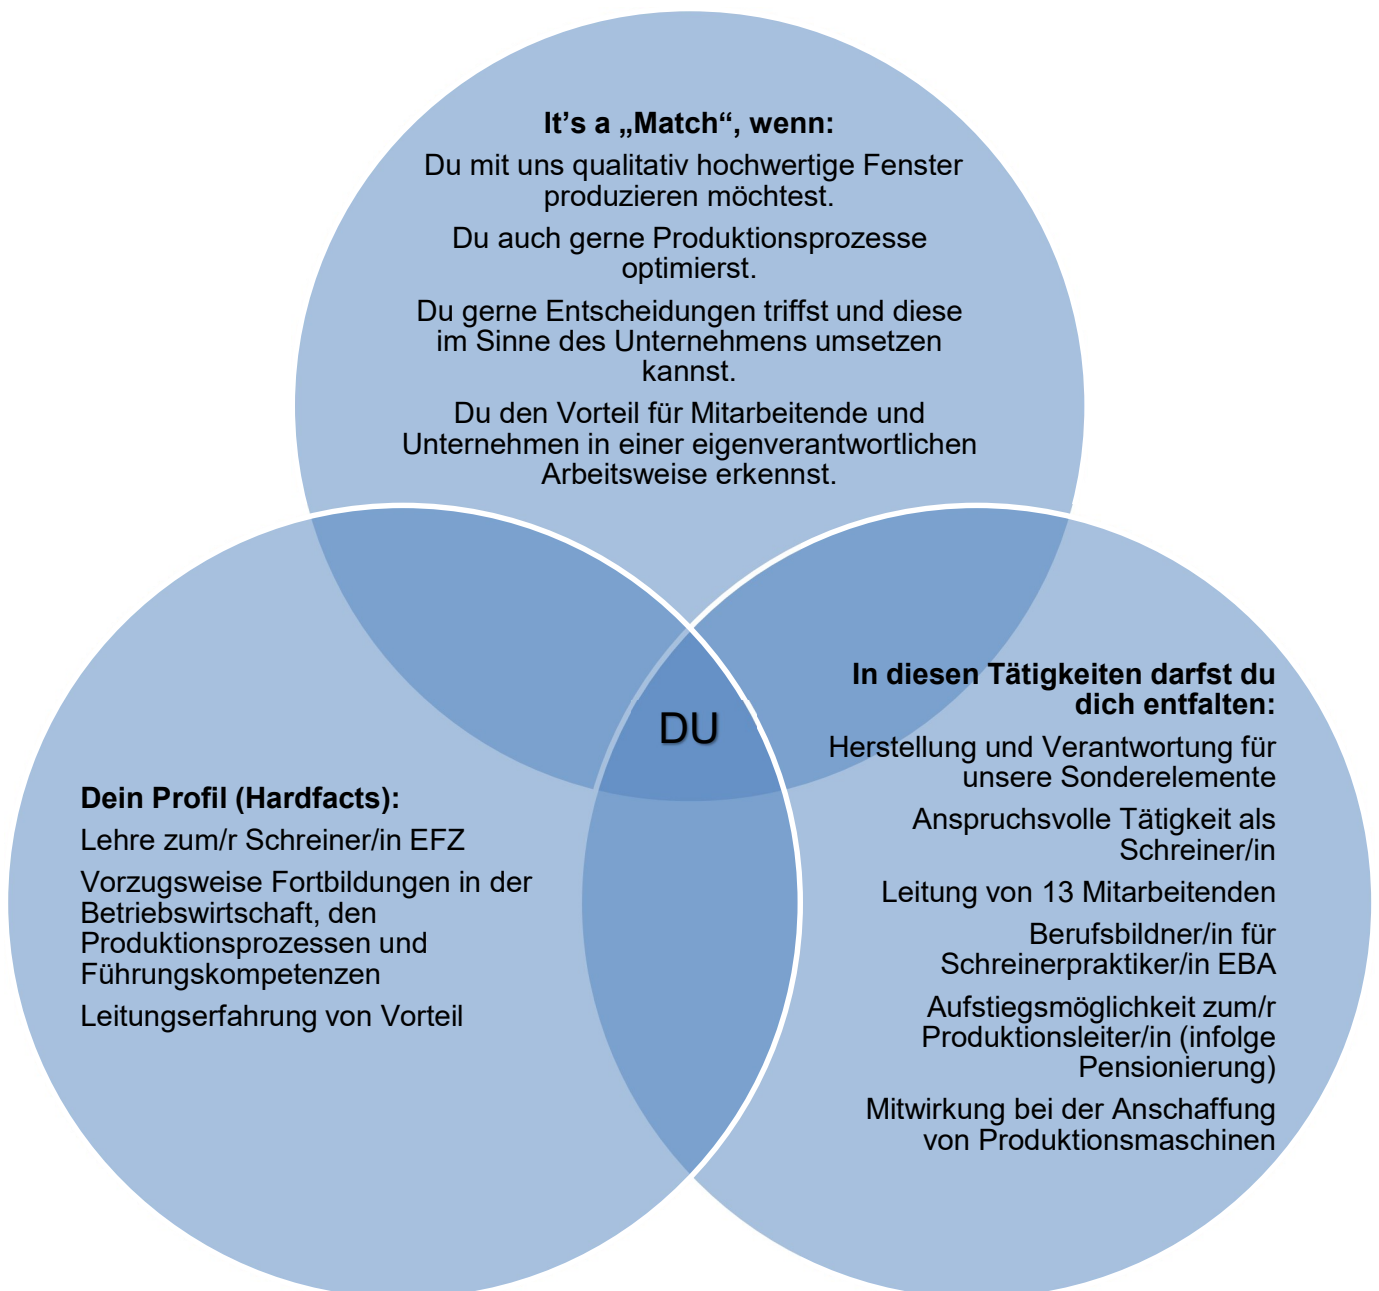 It's a „Match“, wenn:
Du mit uns qualitativ hochwertige Fenster
produzieren möchtest.
Du auch gerne Produktionsprozesse
optimierst.
Du gerne Entscheidungen triffst und diese
im Sinne des Unternehmens umsetzen
kannst.
Du den Vorteil für Mitarbeitende und
Unternehmen in einer eigenverantwortlichen
Arbeitsweise erkennst.
DU
Dein Profil (Hardfacts):
Lehre zum/r Schreiner/in EFZ
Vorzugsweise Fortbildungen in der
Betriebswirtschaft, den
Produktionsprozessen und
Führungskompetenzen
Leitungserfahrung von Vorteil
In diesen Tätigkeiten darfst du
dich entfalten:
Herstellung und Verantwortung für
unsere Sonderelemente
Anspruchsvolle Tätigkeit als
Schreiner/in
Leitung von 13 Mitarbeitenden
Berufsbildner/in für
Schreinerpraktiker/in EBA
Aufstiegsmöglichkeit zum/r
Produktionsleiter/in (infolge
Pensionierung)
Mitwirkung bei der Anschaffung
von Produktionsmaschinen